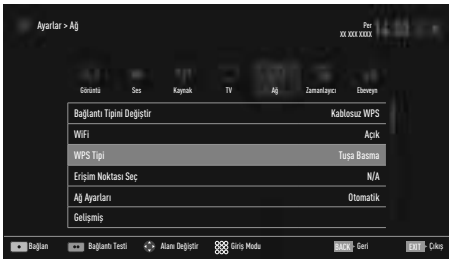 Ayarlar > Ağ
Per
XX XXX XXXX
Görüntü Ses Kaynak TV Ağ Zamanlayıcı Ebeveyn
Bağlantı Tipini Değiştir Kablosuz WPS
WiFi Açık
WPS Tipi Tuşa Basma
Erişim Noktası Seç N/A
Ağ Ayarları Otomatik
Gelişmiş
Bağlan Bağlantı Testi Alanı Değiştir Giriş Modu BACK - Geri EXIT - Çıkış